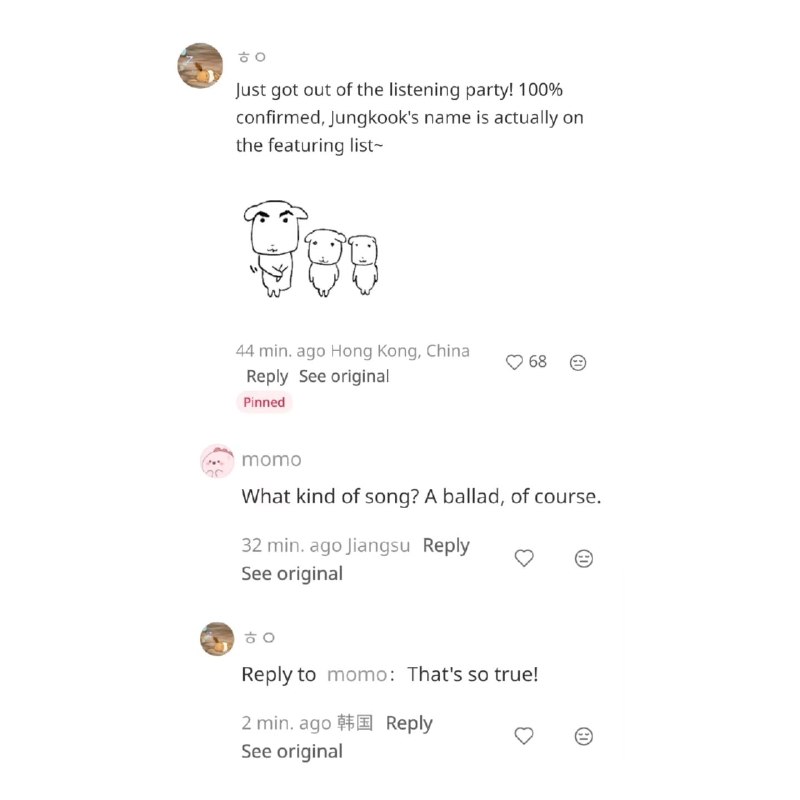 ㅎㅇ
Just got out of the listening party! 100%
confirmed, Jungkook's name is actually on
the featuring list~
44 min. ago Hong Kong, China
68
Reply See original
Pinned
momo
What kind of song? A ballad, of course.
32 min. ago Jiangsu Reply
See original
ㅎㅇ
Reply to momo: That's so true!
2 min. ago 韩国 Reply
See original